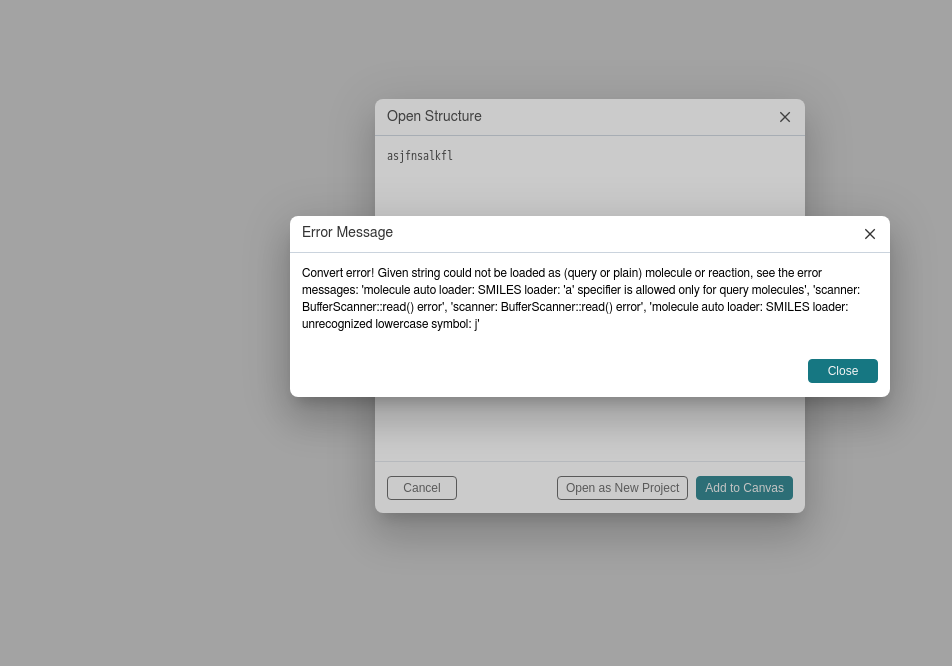 Open Structure
asjfnsalkfl
Error Message
Convert error! Given string could not be loaded as (query or plain) molecule or reaction, see the error
messages: 'molecule auto loader: SMILES loader: 'a' specifier is allowed only for query molecules', 'scanner:
BufferScanner::read() error', 'scanner: BufferScanner::read() error', 'molecule auto loader: SMILES loader:
unrecognized lowercase symbol: j'
Close
Cancel Open as New Project Add to Canvas